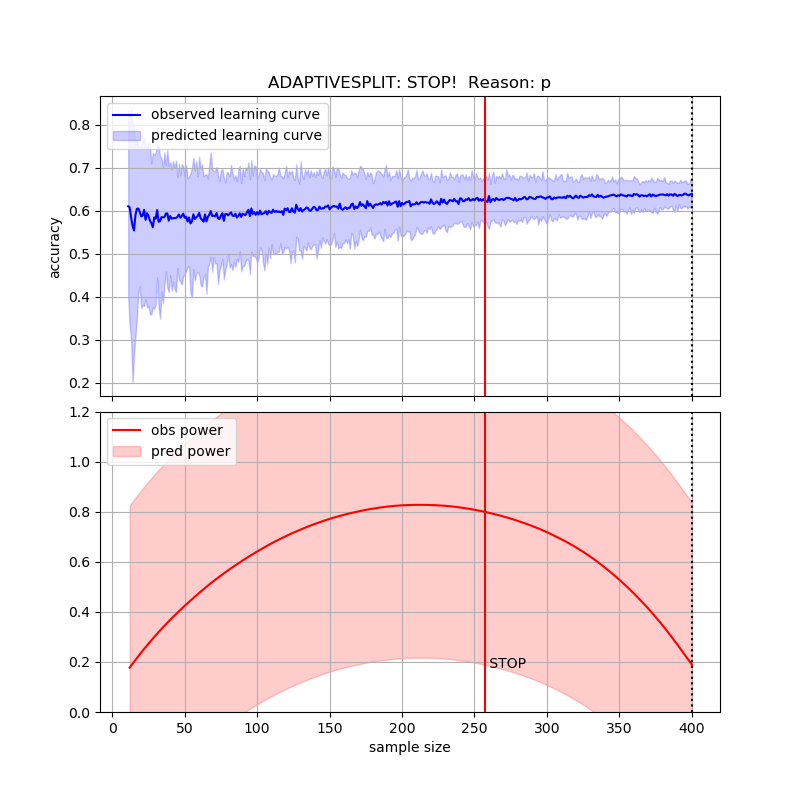 ADAPTIVESPLIT: STOP!  Reason: p
observed learning curve
predicted learning curve
accuracy
0.8
0.7
0.6
0.5
0.4
0.3
0.2
obs power
pred power
1.2
1.0
0.8
0.6
0.4
0.2
0.0
STOP
0 50 100 150 200 250 300 350 400
sample size